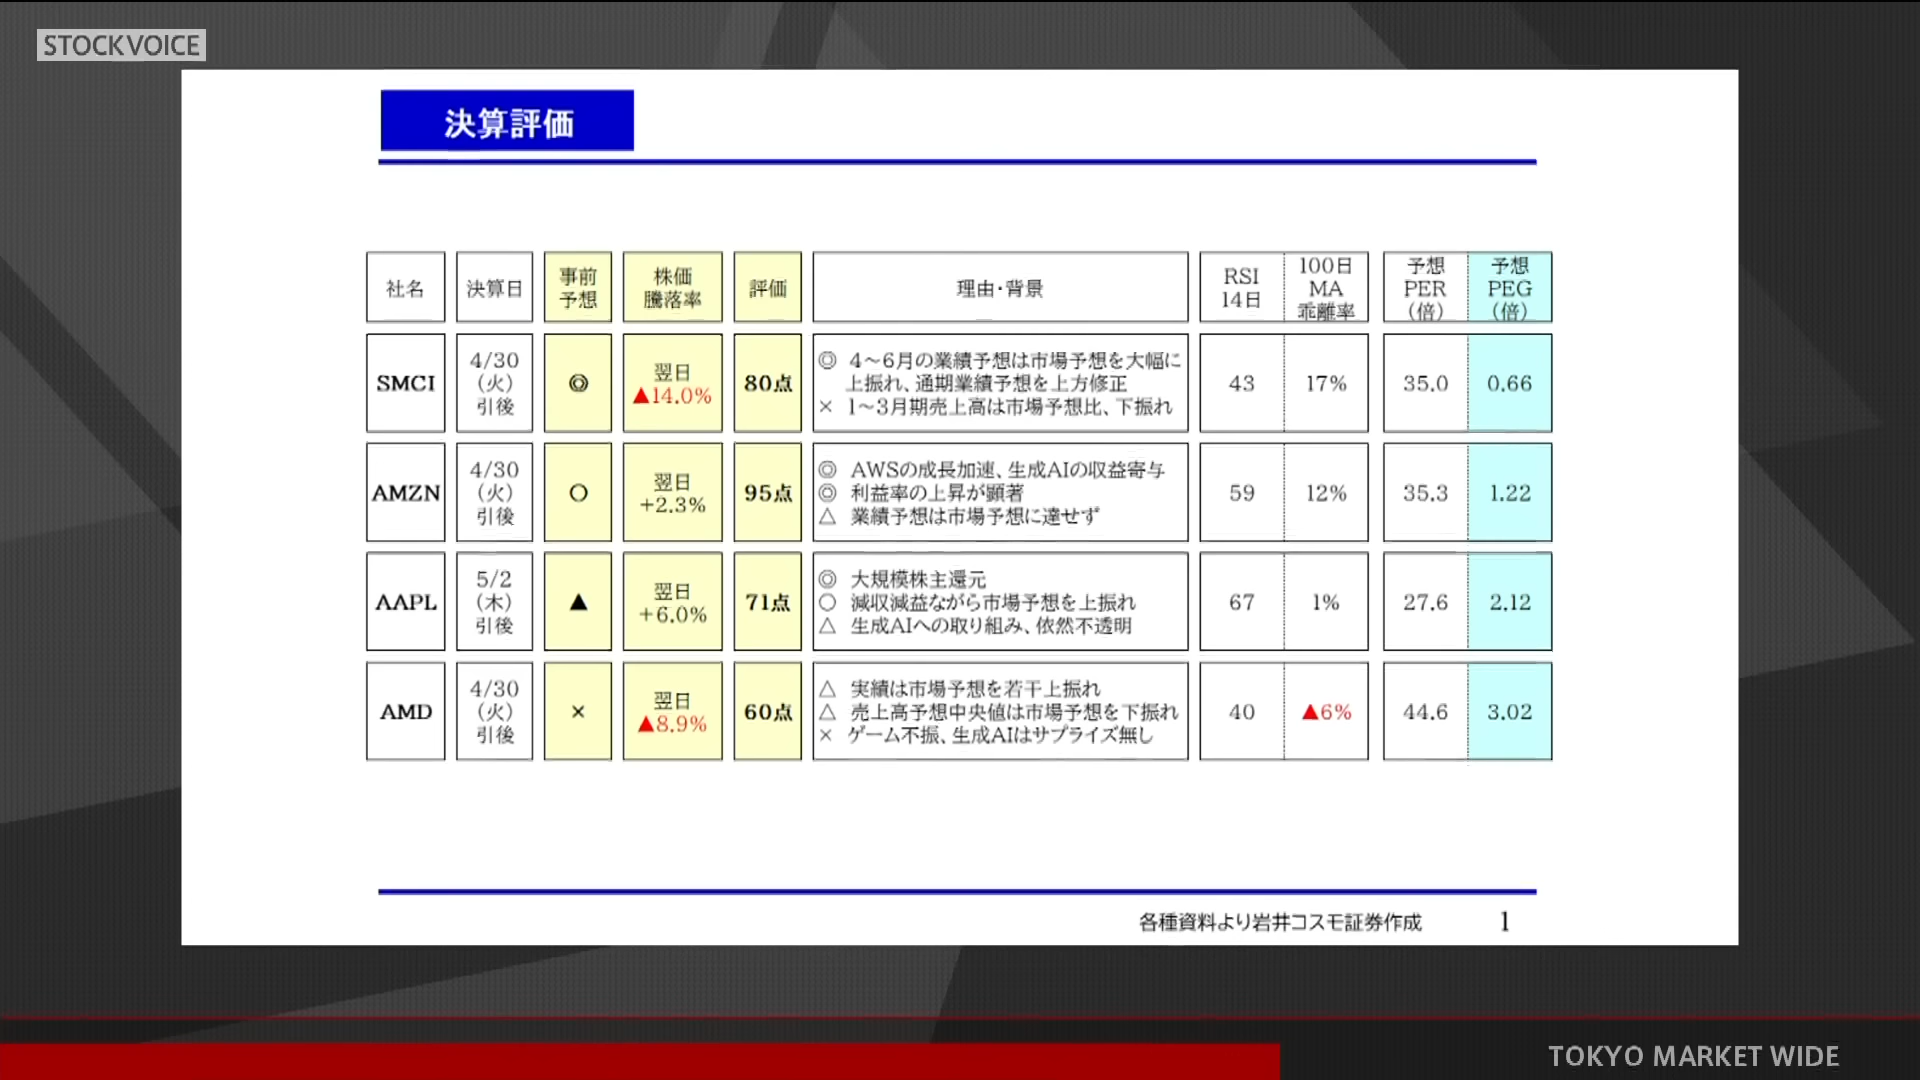 STOCKVOICE
決算評価
社名 決算日 事前予想 株価騰落率 評価 理由・背景 RSI 14日 100日MA乖離率 予想PER(倍) 予想PEG(倍)
SMCI 4/30(火)引後 ◎ 翌日 ▲14.0% 80点
◎ 4～6月の業績予想は市場予想を大幅に
上振れ、通期業績予想を上方修正
× 1～3月期売上高は市場予想比、下振れ
43 17% 35.0 0.66
AMZN 4/30(火)引後 ○ 翌日 +2.3% 95点
◎ AWSの成長加速、生成AIの収益寄与
◎ 利益率の上昇が顕著
△ 業績予想は市場予想に達せず
59 12% 35.3 1.22
AAPL 5/2(木)引後 ▲ 翌日 +6.0% 71点
◎ 大規模株主還元
○ 減収減益ながら市場予想を上振れ
△ 生成AIへの取り組み、依然不透明
67 1% 27.6 2.12
AMD 4/30(火)引後 × 翌日 ▲8.9% 60点
△ 実績は市場予想を若干上振れ
△ 売上高予想中央値は市場予想を下振れ
× ゲーム不振、生成AIはサプライズ無し
40 ▲6% 44.6 3.02
各種資料より岩井コスモ証券作成 1
TOKYO MARKET WIDE